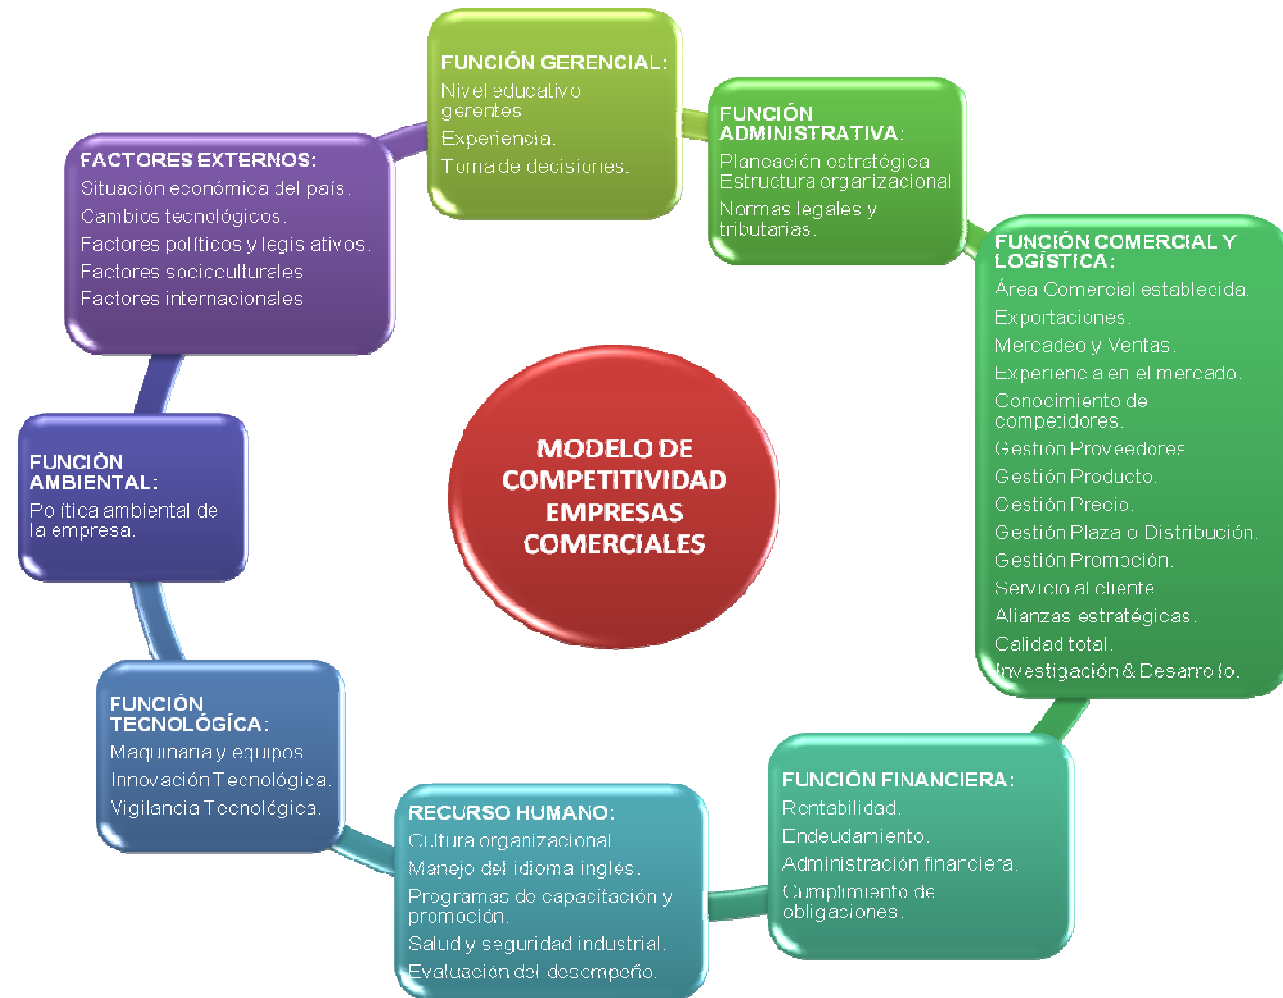 FUNCIÓN GERENCIAL:
Nivel educativo
gerentes
Experiencia.
Toma de decisiones.
FUNCIÓN
ADMINISTRATIVA:
Planeación estratégica
Estructura organizacional
Normas legales y
tributarias.
FUNCIÓN COMERCIAL Y
LOGÍSTICA:
Área Comercial establecida.
Exportaciones.
Mercadeo y Ventas.
Experiencia en el mercado.
Conocimiento de
competidores.
Gestión Proveedores
Gestión Producto.
Gestión Precio.
Gestión Plaza o Distribución.
Gestión Promoción.
Servicio al cliente
Alianzas estratégicas.
Calidad total.
Investigación & Desarrollo.
FUNCIÓN FINANCIERA:
Rentabilidad.
Endeudamiento.
Administración financiera.
Cumplimiento de
obligaciones.
RECURSO HUMANO:
Cultura organizacional
Manejo del idioma inglés.
Programas de capacitación y
promoción.
Salud y seguridad industrial.
Evaluación del desempeño.
FUNCIÓN
TECNOLÓGÍCA:
Maquinaria y equipos
Innovación Tecnológica.
Vigilancia Tecnológica.
FUNCIÓN
AMBIENTAL:
Política ambiental de
la empresa.
FACTORES EXTERNOS:
Situación económica del país.
Cambios tecnológicos.
Factores políticos y legislativos.
Factores socioculturales
Factores internacionales
MODELO DE
COMPETITIVIDAD
EMPRESAS
COMERCIALES